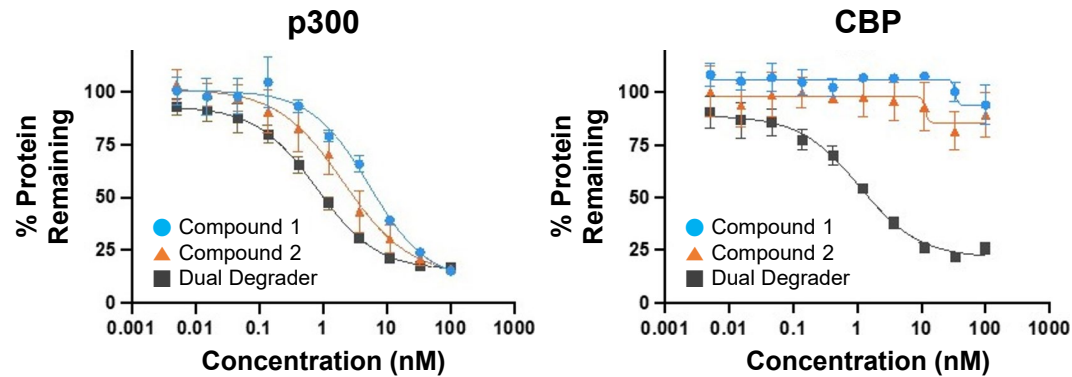 p300
% Protein
Remaining
100
75
50
25
0
Compound 1
Compound 2
Dual Degrader
0.001
0.01
0.1
1
10
100
1000
Concentration (nM)
CBP
% Protein
Remaining
100
75
50
25
0
Compound 1
Compound 2
Dual Degrader
0.001
0.01
0.1
1
10
100
1000
Concentration (nM)